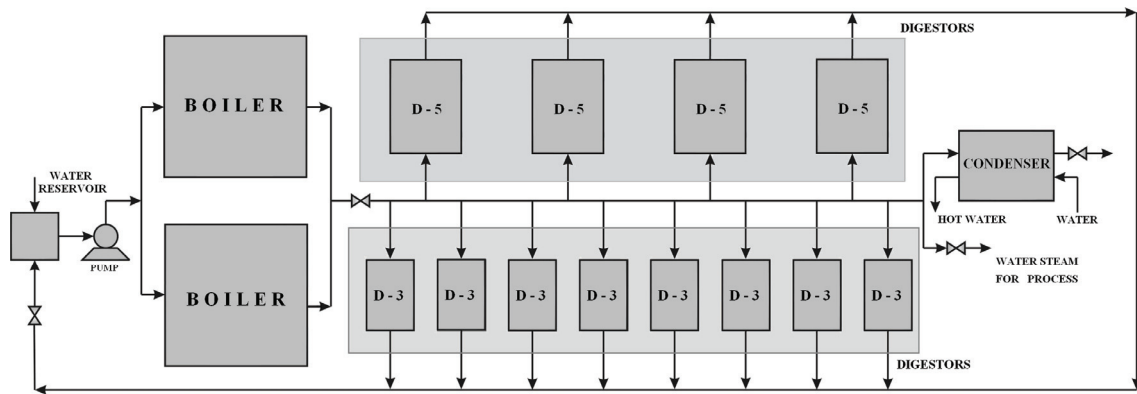 DIGESTORS
BOILER
D - 5
D - 5
D - 5
D - 5
CONDENSER
WATER
RESERVOIR
HOT WATER
WATER
PUMP
WATER STEAM
FOR PROCESS
BOILER
D - 3
D - 3
D - 3
D - 3
D - 3
D - 3
D - 3
D - 3
DIGESTORS